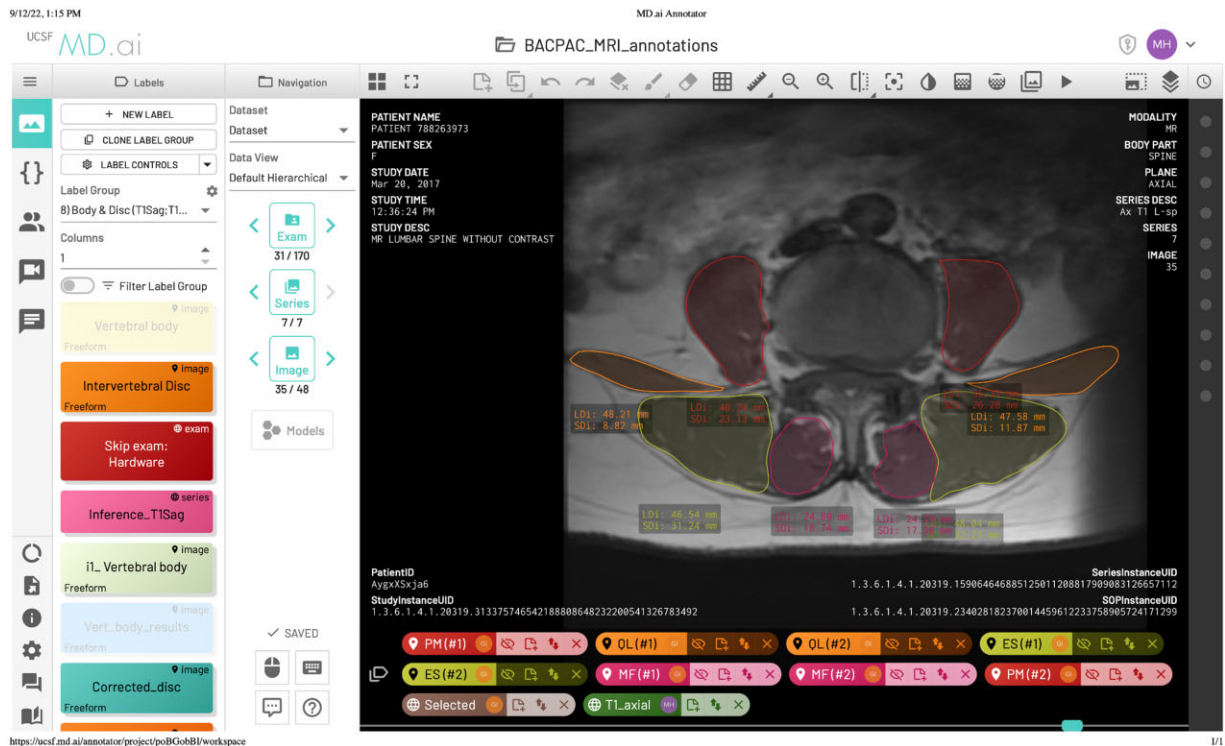 9/12/22, 1:15 PM
MD.ai Annotator
UCSF MD.ai
BACPAC_MRI_annotations
MH
Labels
Navigation
+ NEW LABEL
CLONE LABEL GROUP
LABEL CONTROLS
Label Group
8) Body & Disc (T1Sag;T1...
Columns
1
Filter Label Group
image
Vertebral body
Freeform
image
Intervertebral Disc
Freeform
exam
Skip exam:
Hardware
series
Inference_T1Sag
image
i1_ Vertebral body
Freeform
image
Vert_body_results
Freeform
image
Corrected_disc
Freeform
Dataset
Dataset
Data View
Default Hierarchical
Exam
31 / 170
Series
7 / 7
Image
35 / 48
Models
SAVED
PATIENT NAME
PATIENT 788263973
PATIENT SEX
F
STUDY DATE
Mar 20, 2017
STUDY TIME
12:36:24 PM
STUDY DESC
MR LUMBAR SPINE WITHOUT CONTRAST
MODALITY
MR
BODY PART
SPINE
PLANE
AXIAL
SERIES DESC
Ax T1 L-sp
SERIES
7
IMAGE
35
LDi: 48.21 mm
SDi: 8.82 mm
SDi: 23.13 mm
LDi: 47.58 mm
SDi: 11.87 mm
LDi: 46.54 mm
SDi: 31.24 mm
PatientID
AygxXSxja6
StudyInstanceUID
1.3.6.1.4.1.20319.313375746542188808648232200541326783492
SeriesInstanceUID
1.3.6.1.4.1.20319.159064646885125011208817909083126657112
SOPInstanceUID
1.3.6.1.4.1.20319.234028182370014459612233758905724171299
PM(#1) QL(#1) QL(#2) ES(#1)
ES(#2) MF(#1) MF(#2) PM(#2)
Selected T1_axial MH
https://ucsf.md.ai/annotator/project/poBGobBl/workspace
1/1